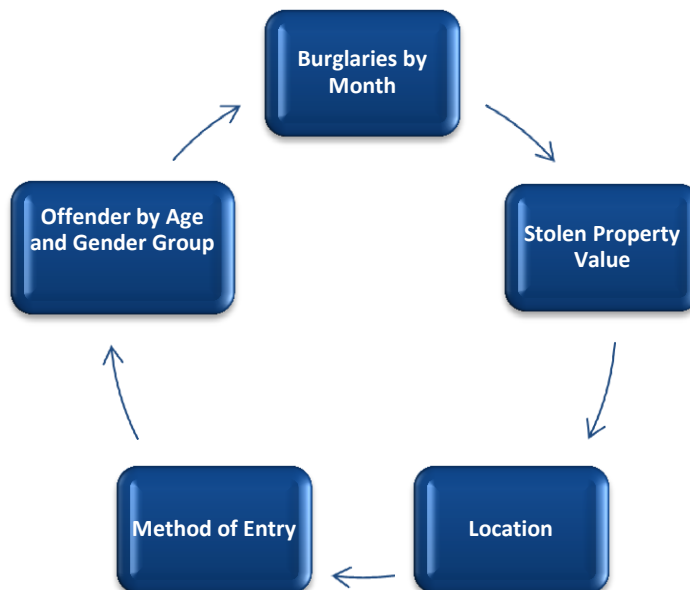 Burglaries by
Month
Stolen Property
Value
Location
Method of Entry
Offender by Age
and Gender Group